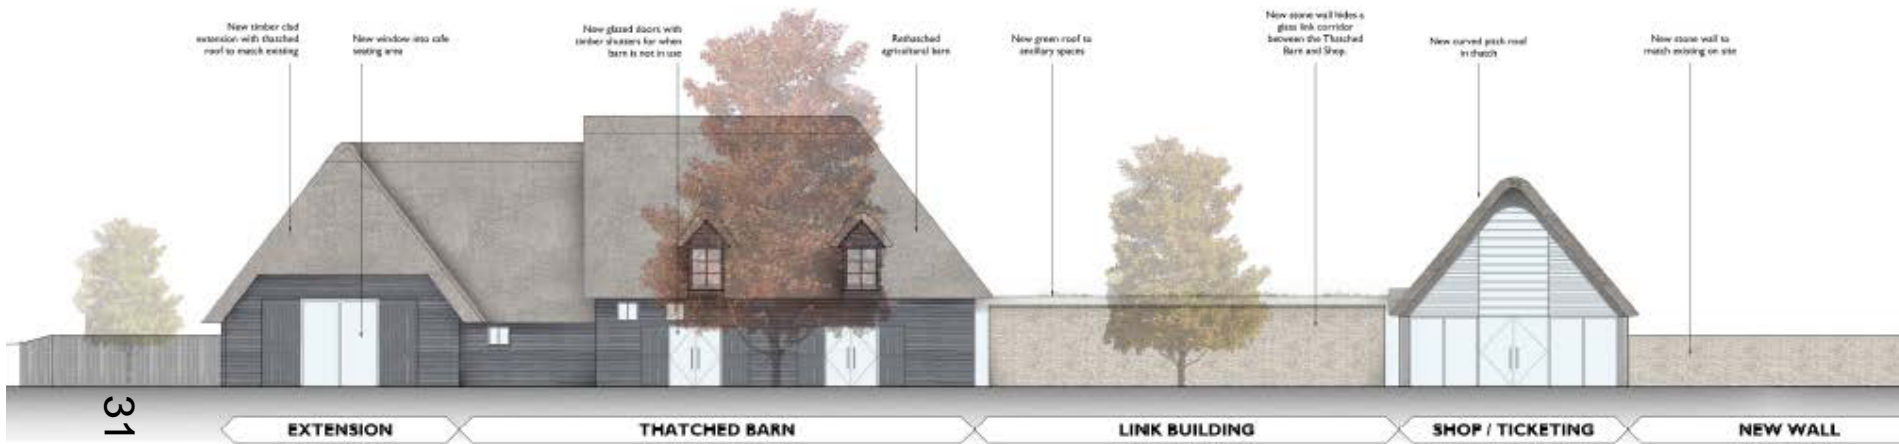 New timber clad
extension with thatched
roof to match existing
New window into cafe
seating area
New glazed doors with
timber shutters for when
barn is not in use
Rethatched
agricultural barn
New green roof to
ancillary spaces
New stone wall hides a
glass link corridor
between the Thatched
Barn and Shop.
New curved pitch roof
in thatch
New stone wall to
match existing on site
31
EXTENSION
THATCHED BARN
LINK BUILDING
SHOP / TICKETING
NEW WALL